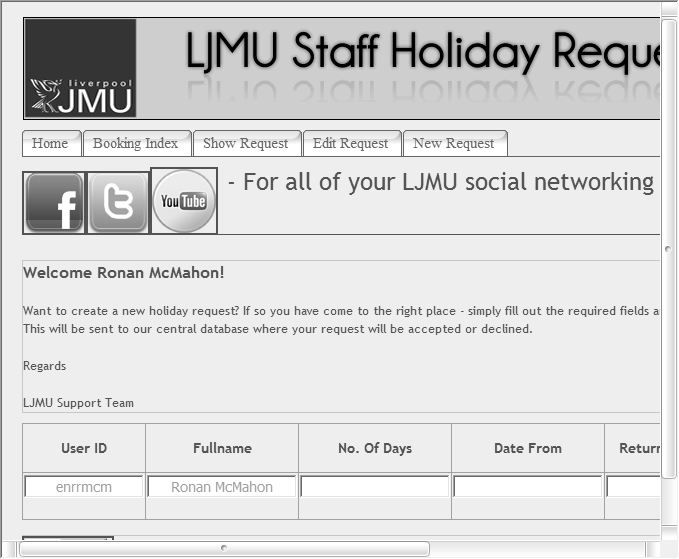 liverpool
JMU
LJMU Staff Holiday Reque
Home Booking Index Show Request Edit Request New Request
f t You Tube - For all of your LJMU social networking
Welcome Ronan McMahon!
Want to create a new holiday request? If so you have come to the right place - simply fill out the required fields a
This will be sent to our central database where your request will be accepted or declined.
Regards
LJMU Support Team
User ID Fullname No. Of Days Date From Return
enrrmcm Ronan McMahon